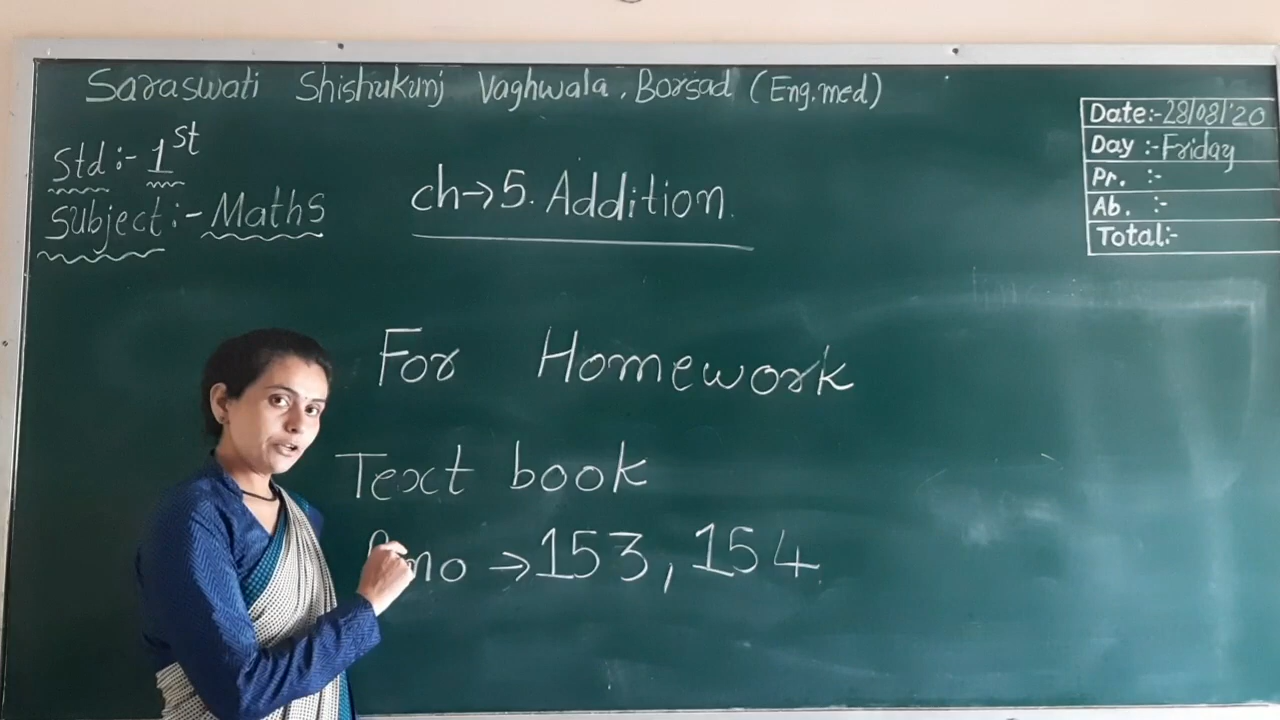 Saraswati Shishukunj Vaghwala, Borsad (Eng.med)
Std:- 1st
Subject:- Maths
ch→5. Addition.
Date:-28/08/'20
Day :-Friday
Pr. :-
Ab. :-
Total:-
For Homework
Text book
no →153, 154